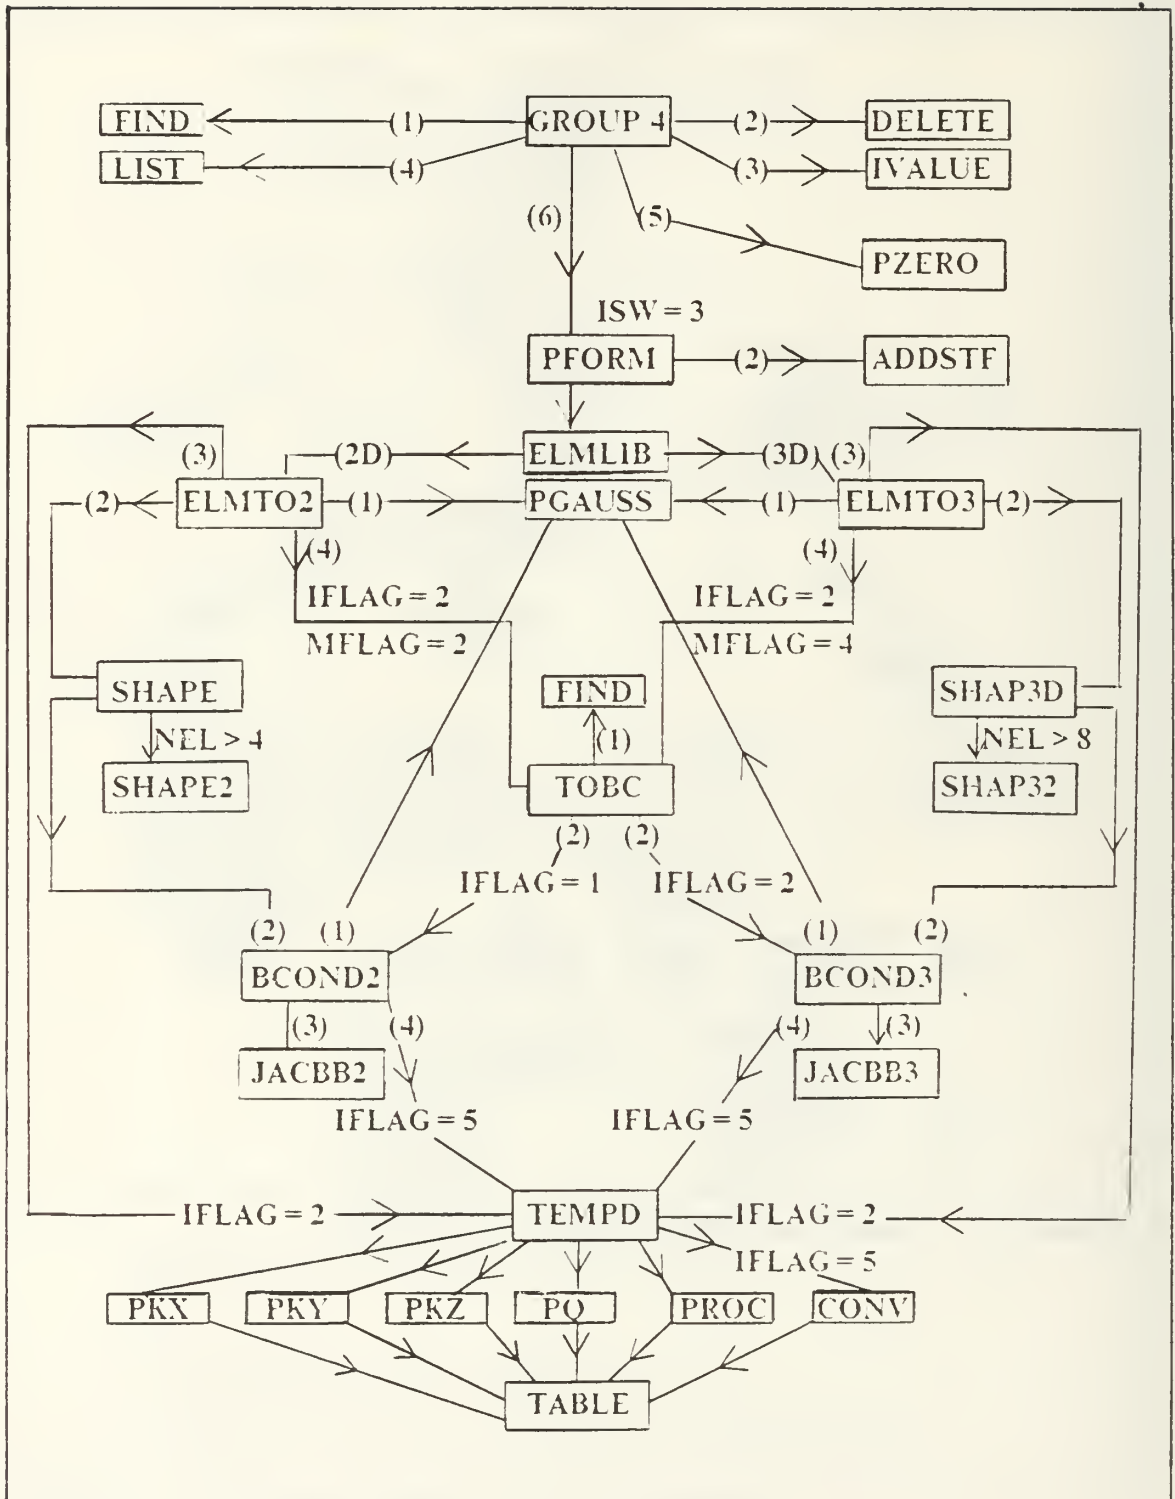 FIND (1) GROUP 4 (2) DELETE
LIST (4) (3) IVALUE
(6) (5)
PZERO
ISW = 3
PFORM (2) ADDSTF
(3) (2D) ELMLIB (3D) (3)
(2) ELMTO2 (1) PGAUSS (1) ELMTO3 (2)
(4) (4)
IFLAG = 2 IFLAG = 2
MFLAG = 2 MFLAG = 4
SHAPE FIND SHAP3D
NEL > 4 (1) NEL > 8
SHAPE2 TOBC SHAP32
(2) (2)
IFLAG = 1 IFLAG = 2
(2) (1) (1) (2)
BCOND2 BCOND3
(3) (4) (4) (3)
JACBB2 JACBB3
IFLAG = 5 IFLAG = 5
IFLAG = 2 TEMPD IFLAG = 2
IFLAG = 5
PKX PKY PKZ PQ PROC CONV
TABLE